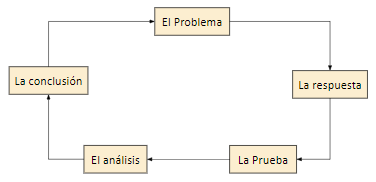 El Problema
La respuesta
La Prueba
El análisis
La conclusión